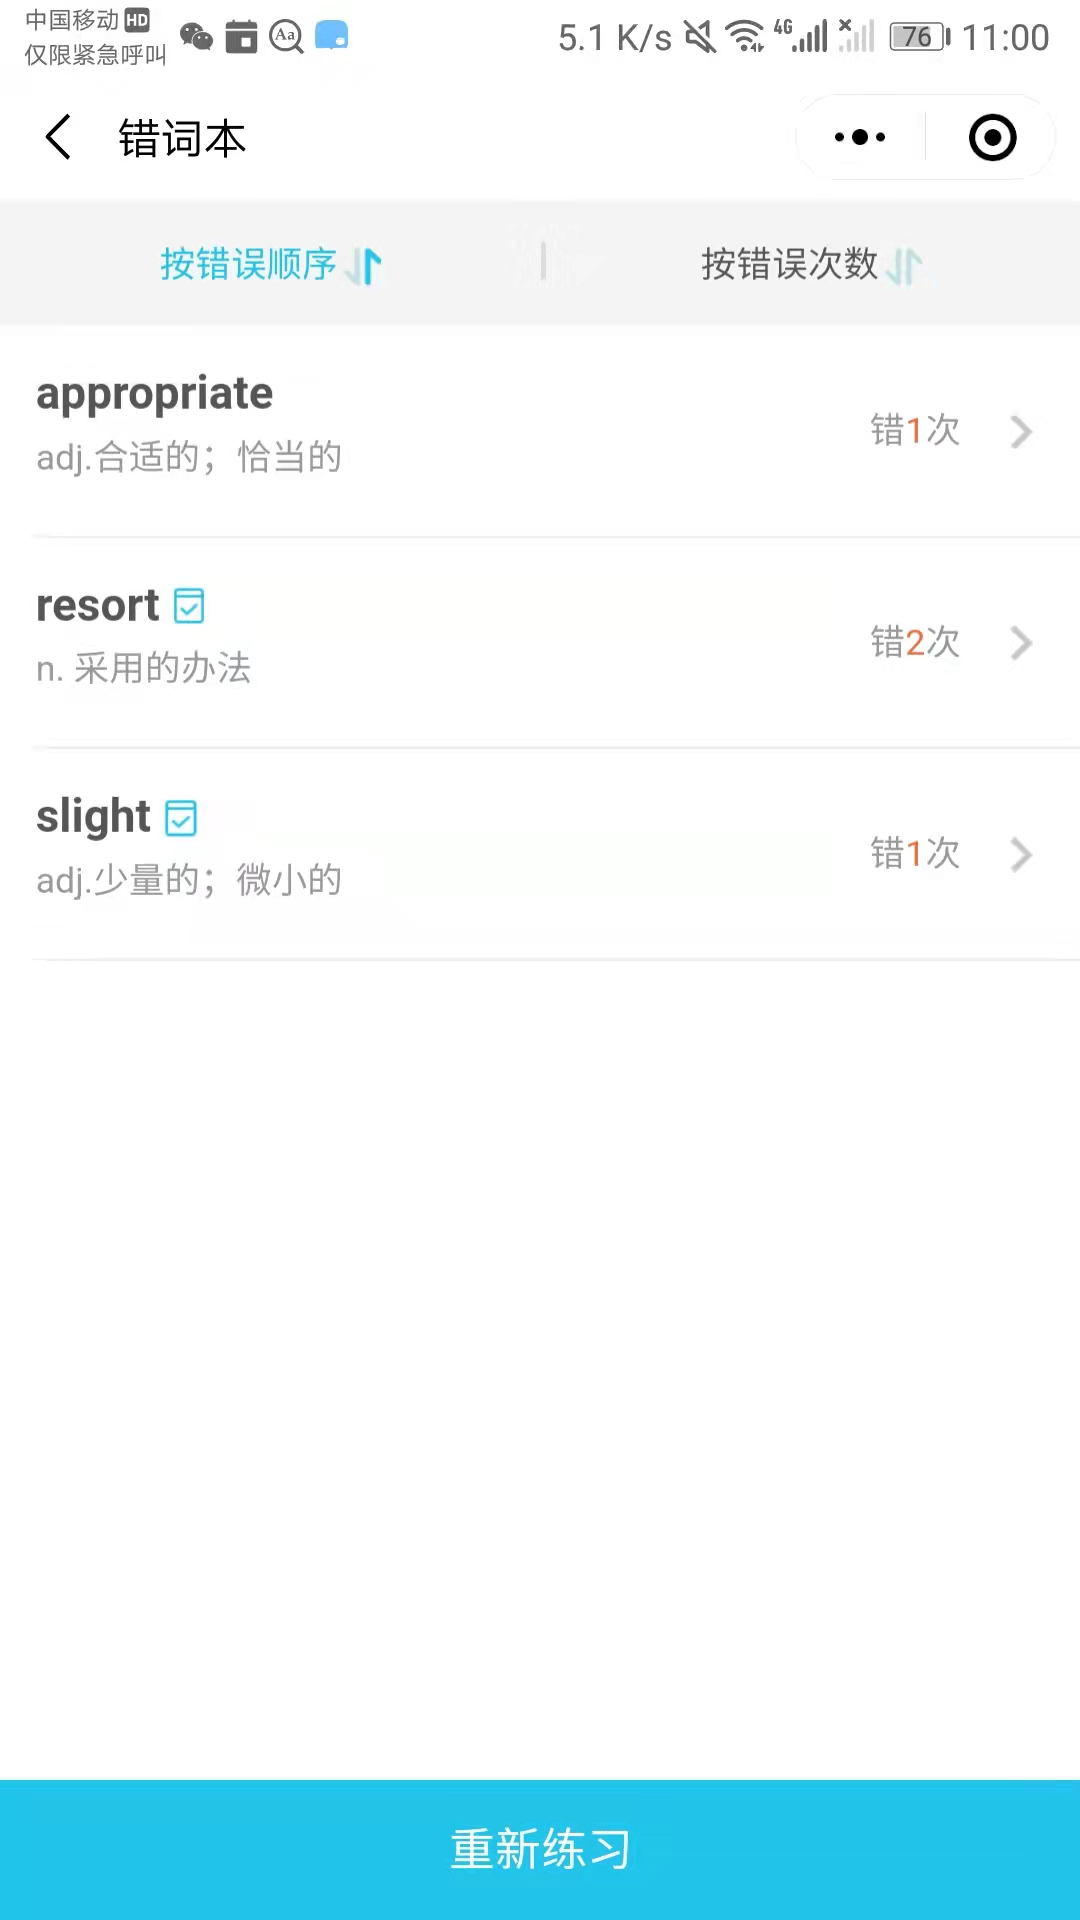 中国移动 HD
仅限紧急呼叫
5.1 K/s 4G 76 11:00
错词本
按错误顺序 按错误次数
appropriate
adj.合适的；恰当的
错1次
resort
n. 采用的办法
错2次
slight
adj.少量的；微小的
错1次
重新练习